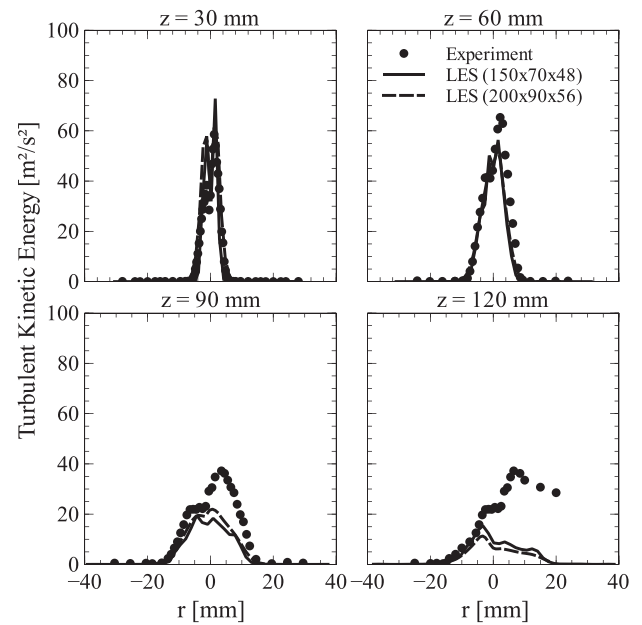 z = 30 mm
z = 60 mm
100
80
60
40
20
0
Experiment
LES (150x70x48)
LES (200x90x56)
Turbulent Kinetic Energy [m²/s²]
z = 90 mm
z = 120 mm
100
80
60
40
20
0
−40 −20 0 20 40
−40 −20 0 20 40
r [mm]
r [mm]